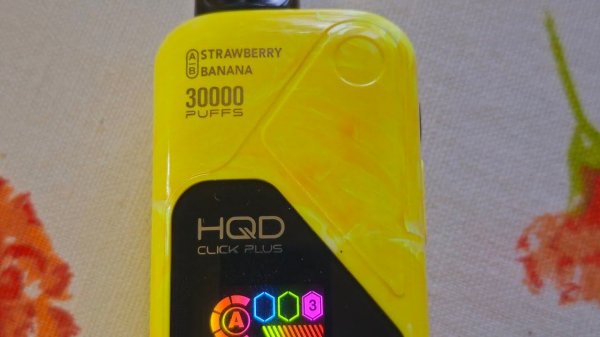 A STRAWBERRY
B BANANA
30000
PUFFS
HQD
CLICK PLUS
A 3